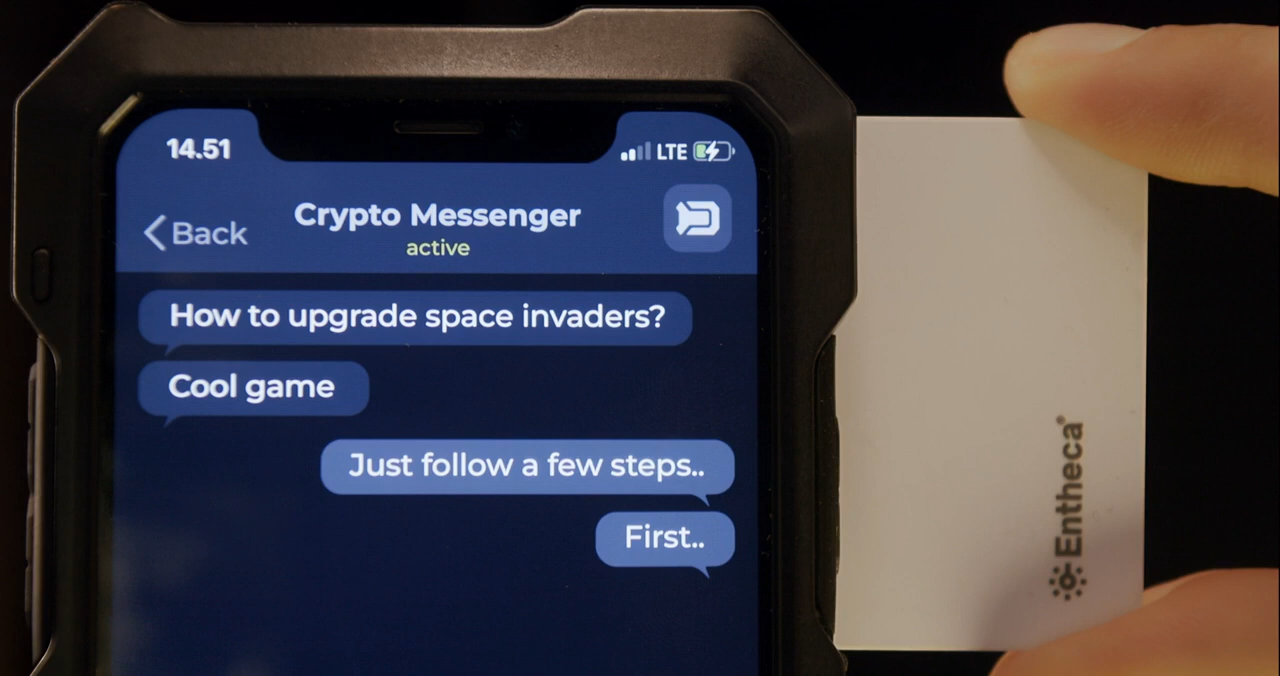 14.51
LTE
Back
Crypto Messenger
active
How to upgrade space invaders?
Cool game
Just follow a few steps..
First..
Entheca®